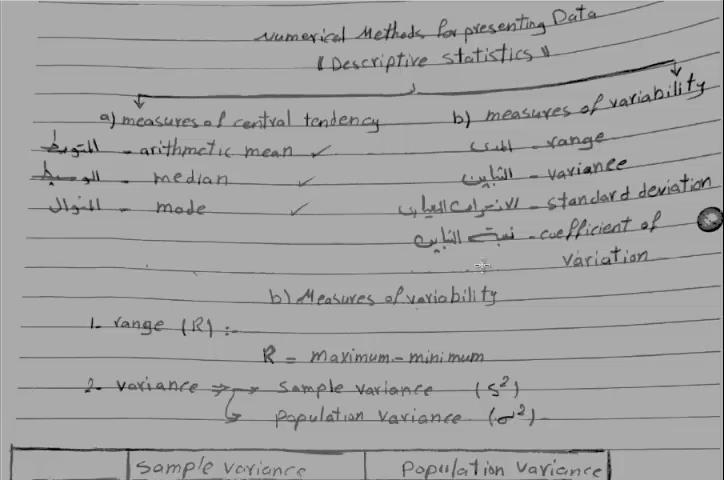 Numerical Methods for presenting Data
" Descriptive statistics "
a) measures of central tendency
المتوسط - arithmetic mean ✓
الوسيط - median ✓
المنوال - mode ✓
b) measures of variability
المدى - range
التباين - variance
الانحراف المعياري - standard deviation
نسبة التباين - coefficient of
variation
b) Measures of variability
1- range (R) :-
R = maximum - minimum
2- variance ⇒ → sample variance (s²)
↳ population variance (σ²) -
sample variance | population variance